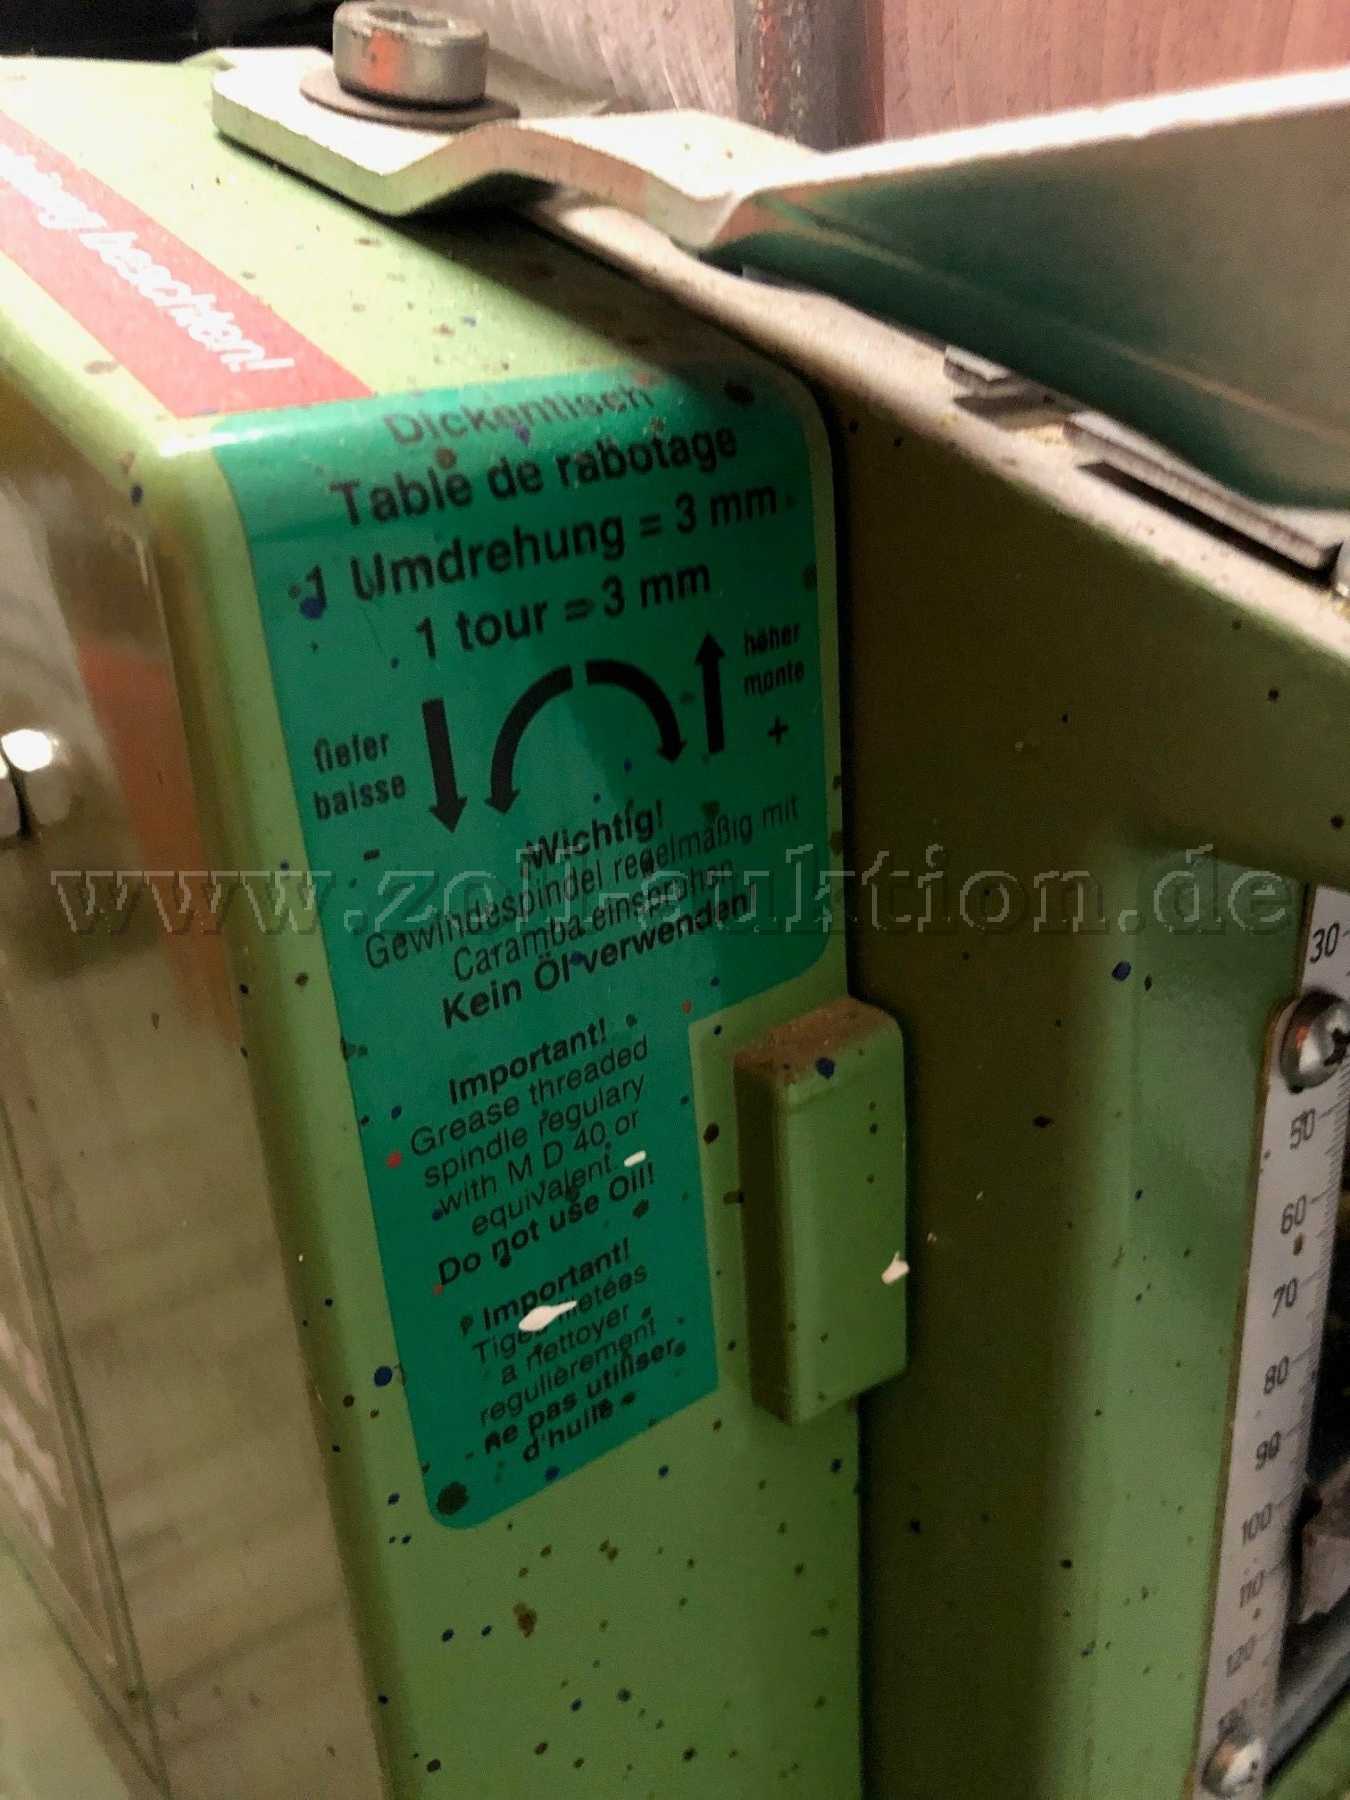 beachten!
Dickentisch
Table de rabotage
1 Umdrehung = 3 mm
1 tour = 3 mm
höher
monte
+
tiefer
baisse
-
Wichtig!
Gewindespindel regelmäßig mit
Caramba einsprühen
Kein Öl verwenden!
Important!
Grease threaded
spindle regulary
with M D 40 or
equivalent.
Do not use Oil!
Important!
Tiges filetées
a nettoyer
regulièrement
ne pas utiliser
d'huile
www.zoll-auktion.de
30
50
60
70
80
90
100
110
120